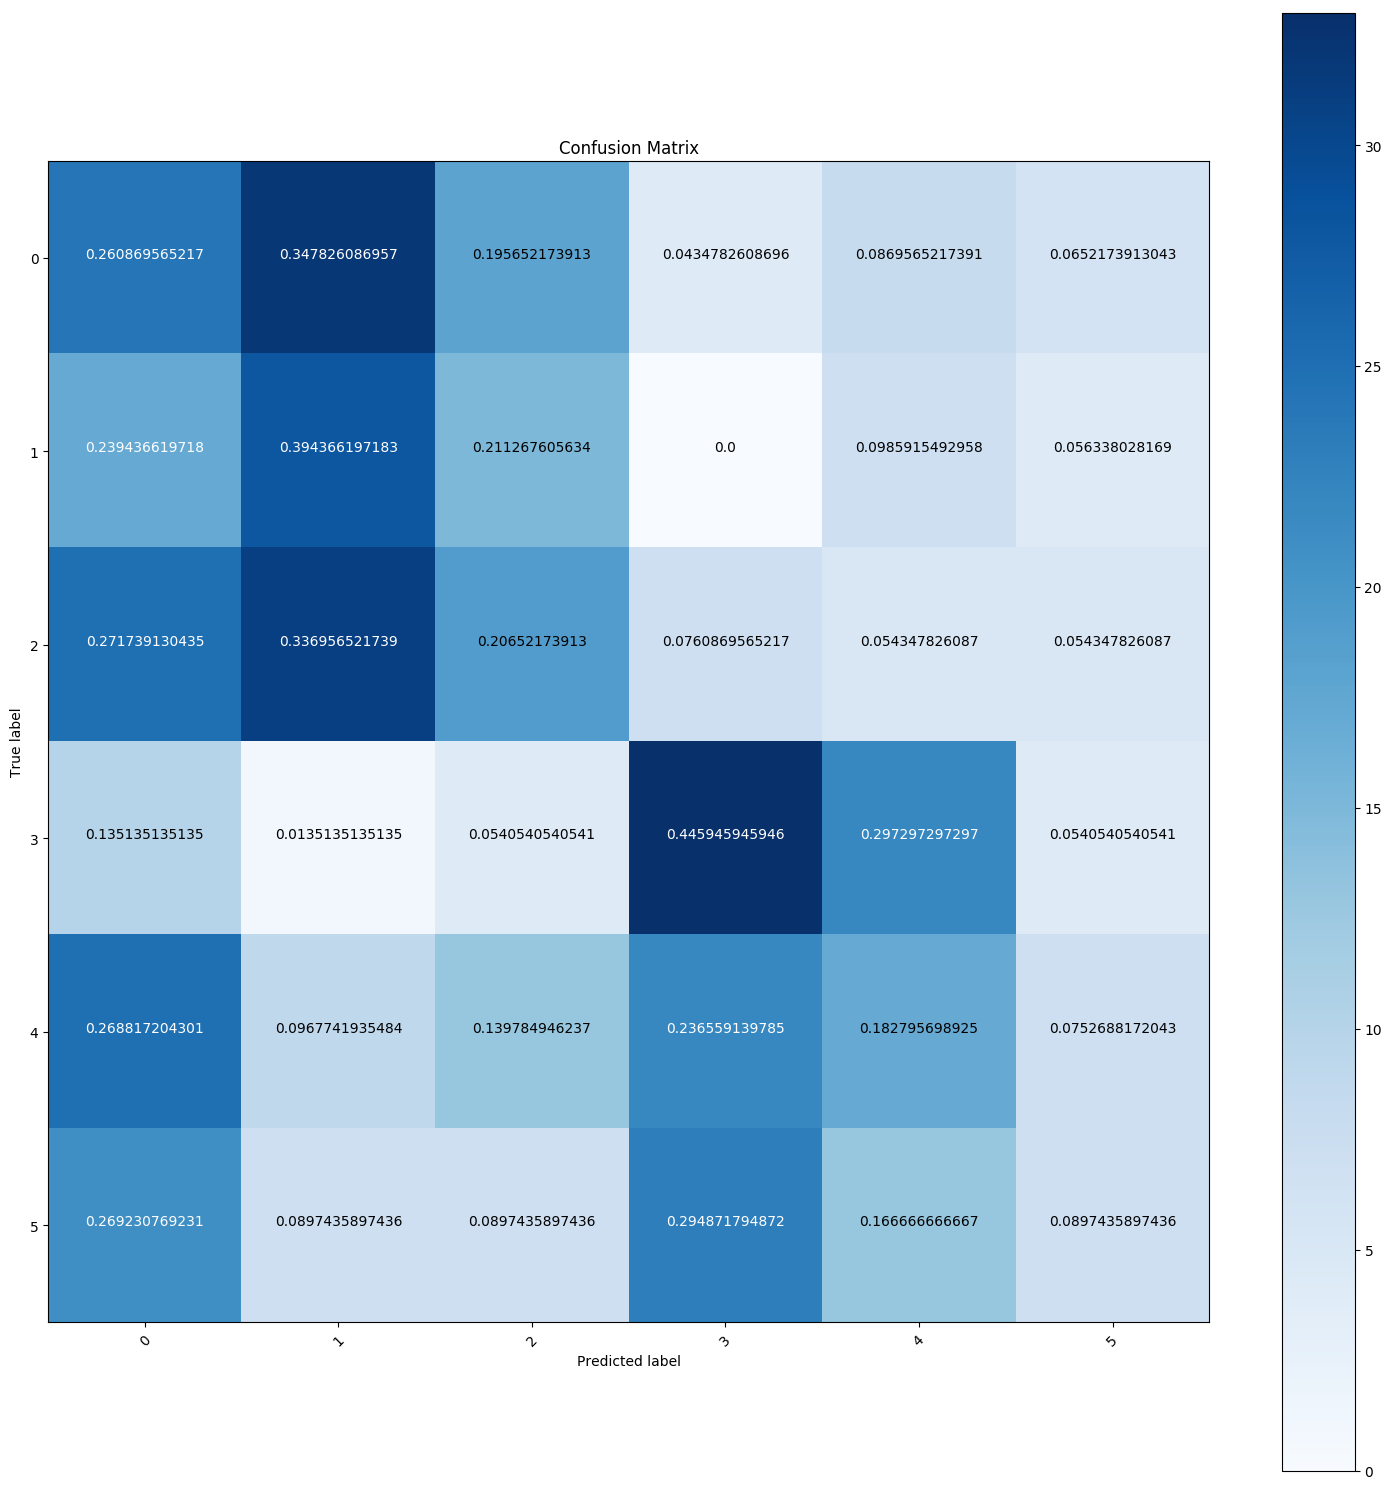 Confusion Matrix
0 0.260869565217 0.347826086957 0.195652173913 0.0434782608696 0.0869565217391 0.0652173913043
1 0.239436619718 0.394366197183 0.211267605634 0.0 0.0985915492958 0.056338028169
2 0.271739130435 0.336956521739 0.20652173913 0.0760869565217 0.054347826087 0.054347826087
3 0.135135135135 0.0135135135135 0.0540540540541 0.445945945946 0.297297297297 0.0540540540541
4 0.268817204301 0.0967741935484 0.139784946237 0.236559139785 0.182795698925 0.0752688172043
5 0.269230769231 0.0897435897436 0.0897435897436 0.294871794872 0.166666666667 0.0897435897436
True label
0 1 2 3 4 5
Predicted label
30
25
20
15
10
5
0